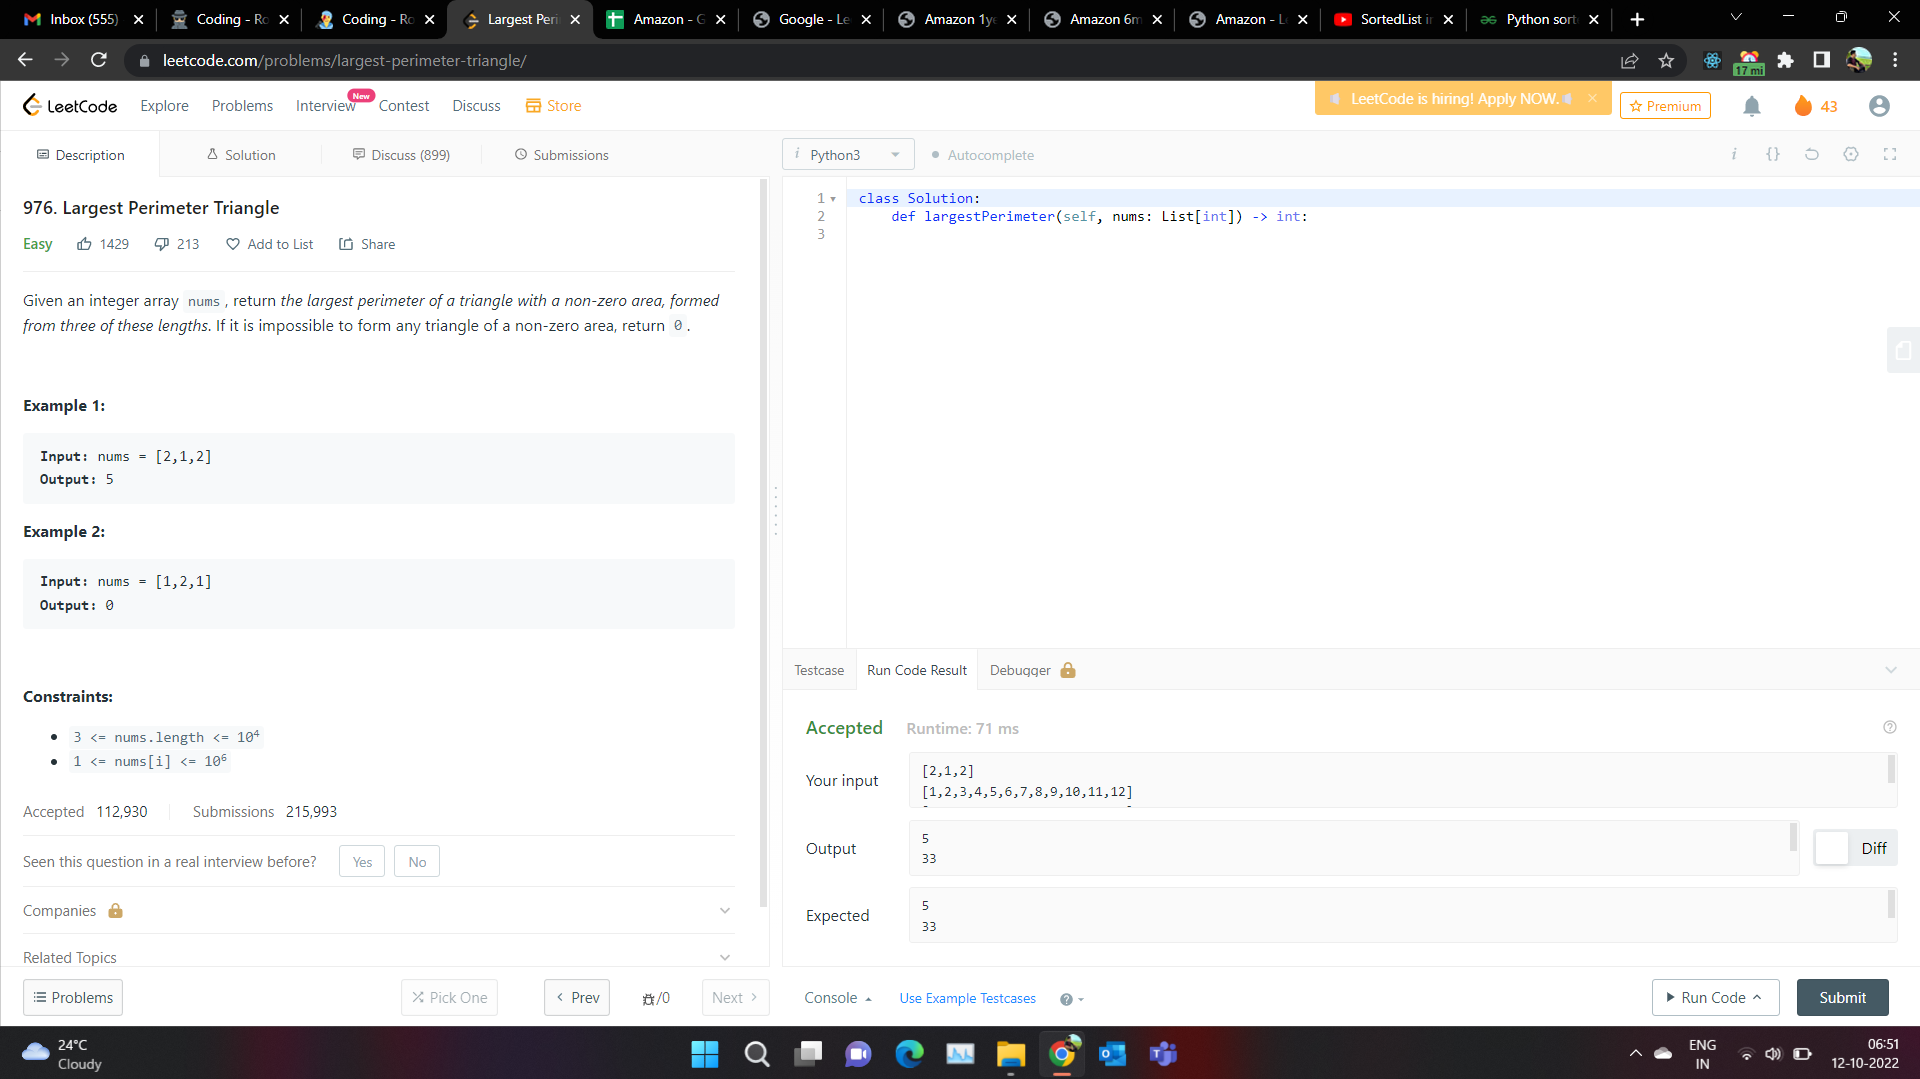 Inbox (555)
Coding - Ro
Coding - Ro
Largest Peri
Amazon - G
Google - Le
Amazon 1ye
Amazon 6m
Amazon - L
SortedList i
Python sort
leetcode.com/problems/largest-perimeter-triangle/
17 mi
LeetCode
Explore
Problems
Interview
New
Contest
Discuss
Store
LeetCode is hiring! Apply NOW.
Premium
43
Description
Solution
Discuss (899)
Submissions
i Python3
Autocomplete
i
{}
976. Largest Perimeter Triangle
Easy 1429 213 Add to List Share
Given an integer array nums, return the largest perimeter of a triangle with a non-zero area, formed
from three of these lengths. If it is impossible to form any triangle of a non-zero area, return 0.
Example 1:
Input: nums = [2,1,2]
Output: 5
Example 2:
Input: nums = [1,2,1]
Output: 0
Constraints:
3 <= nums.length <= 10⁴
1 <= nums[i] <= 10⁶
Accepted 112,930 Submissions 215,993
Seen this question in a real interview before? Yes No
Companies
Related Topics
Problems
Pick One
Prev
/0
Next
1 class Solution:
2 def largestPerimeter(self, nums: List[int]) -> int:
3
Testcase
Run Code Result
Debugger
Accepted Runtime: 71 ms
Your input
[2,1,2]
[1,2,3,4,5,6,7,8,9,10,11,12]
Output
5
33
Diff
Expected
5
33
Console
Use Example Testcases
Run Code
Submit
24°C
Cloudy
ENG
IN
06:51
12-10-2022